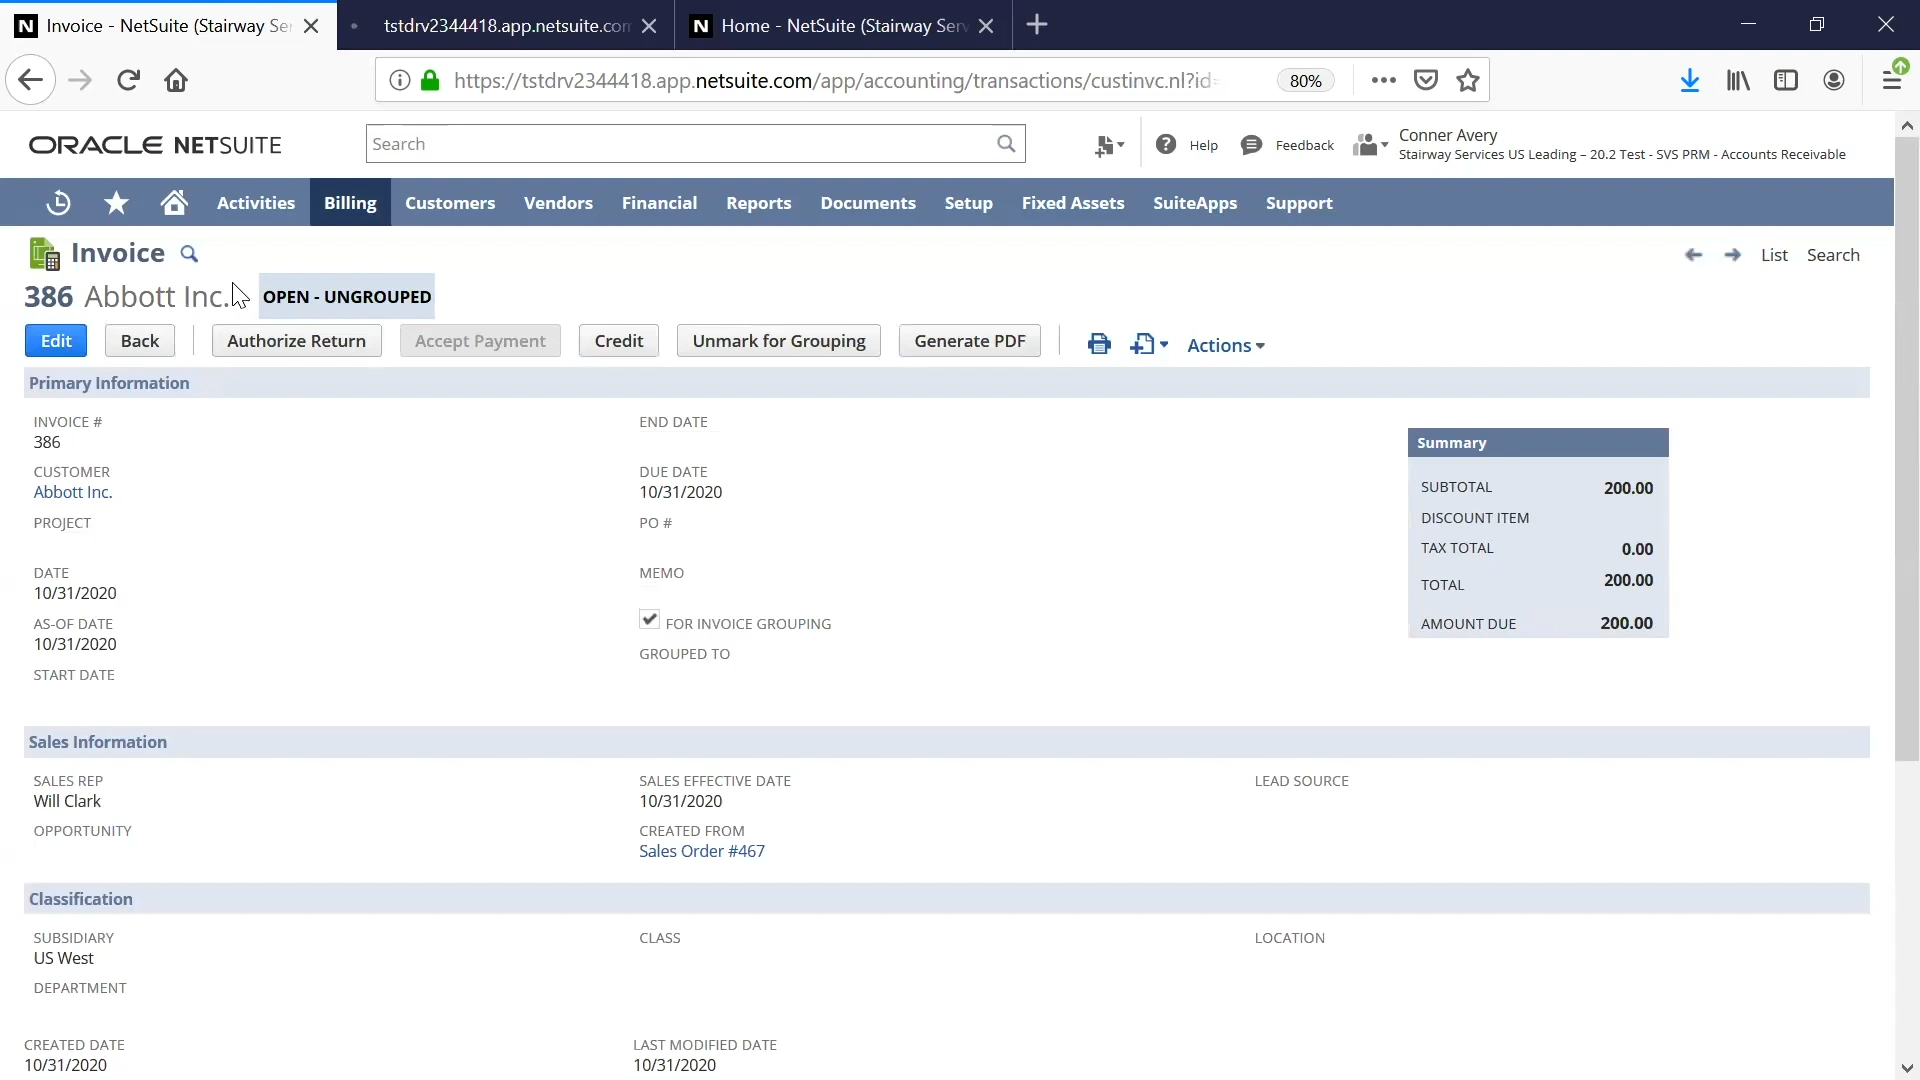 Invoice - NetSuite (Stairway Se
tstdrv2344418.app.netsuite.com
Home - NetSuite (Stairway Serv
https://tstdrv2344418.app.netsuite.com/app/accounting/transactions/custinvc.nl?id=
80%
ORACLE NETSUITE
Search
Help
Feedback
Conner Avery
Stairway Services US Leading – 20.2 Test - SVS PRM - Accounts Receivable
Activities Billing Customers Vendors Financial Reports Documents Setup Fixed Assets SuiteApps Support
Invoice
List Search
386 Abbott Inc. OPEN - UNGROUPED
Edit Back Authorize Return Accept Payment Credit Unmark for Grouping Generate PDF Actions
Primary Information
INVOICE #
386
CUSTOMER
Abbott Inc.
PROJECT
DATE
10/31/2020
AS-OF DATE
10/31/2020
START DATE
END DATE
DUE DATE
10/31/2020
PO #
MEMO
FOR INVOICE GROUPING
GROUPED TO
Summary
SUBTOTAL 200.00
DISCOUNT ITEM
TAX TOTAL 0.00
TOTAL 200.00
AMOUNT DUE 200.00
Sales Information
SALES REP
Will Clark
OPPORTUNITY
SALES EFFECTIVE DATE
10/31/2020
CREATED FROM
Sales Order #467
LEAD SOURCE
Classification
SUBSIDIARY
US West
DEPARTMENT
CLASS
LOCATION
CREATED DATE
10/31/2020
LAST MODIFIED DATE
10/31/2020